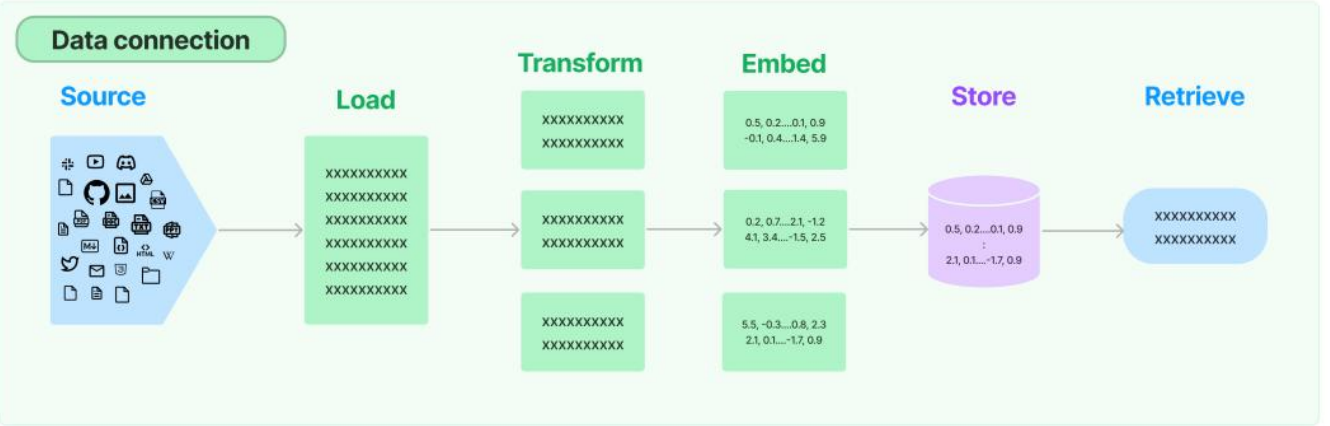 Data connection
Source
Load
Transform
Embed
Store
Retrieve
CSV
TXT
PPT
M↓
HTML
W
XXXXXXXXXX
XXXXXXXXXX
XXXXXXXXXX
XXXXXXXXXX
XXXXXXXXXX
XXXXXXXXXX
XXXXXXXXXX
XXXXXXXXXX
XXXXXXXXXX
XXXXXXXXXX
XXXXXXXXXX
XXXXXXXXXX
0.5, 0.2....0.1, 0.9
-0.1, 0.4....1.4, 5.9
0.2, 0.7....2.1, -1.2
4.1, 3.4....-1.5, 2.5
5.5, -0.3....0.8, 2.3
2.1, 0.1....-1.7, 0.9
0.5, 0.2....0.1, 0.9
:
2.1, 0.1....-1.7, 0.9
XXXXXXXXXX
XXXXXXXXXX